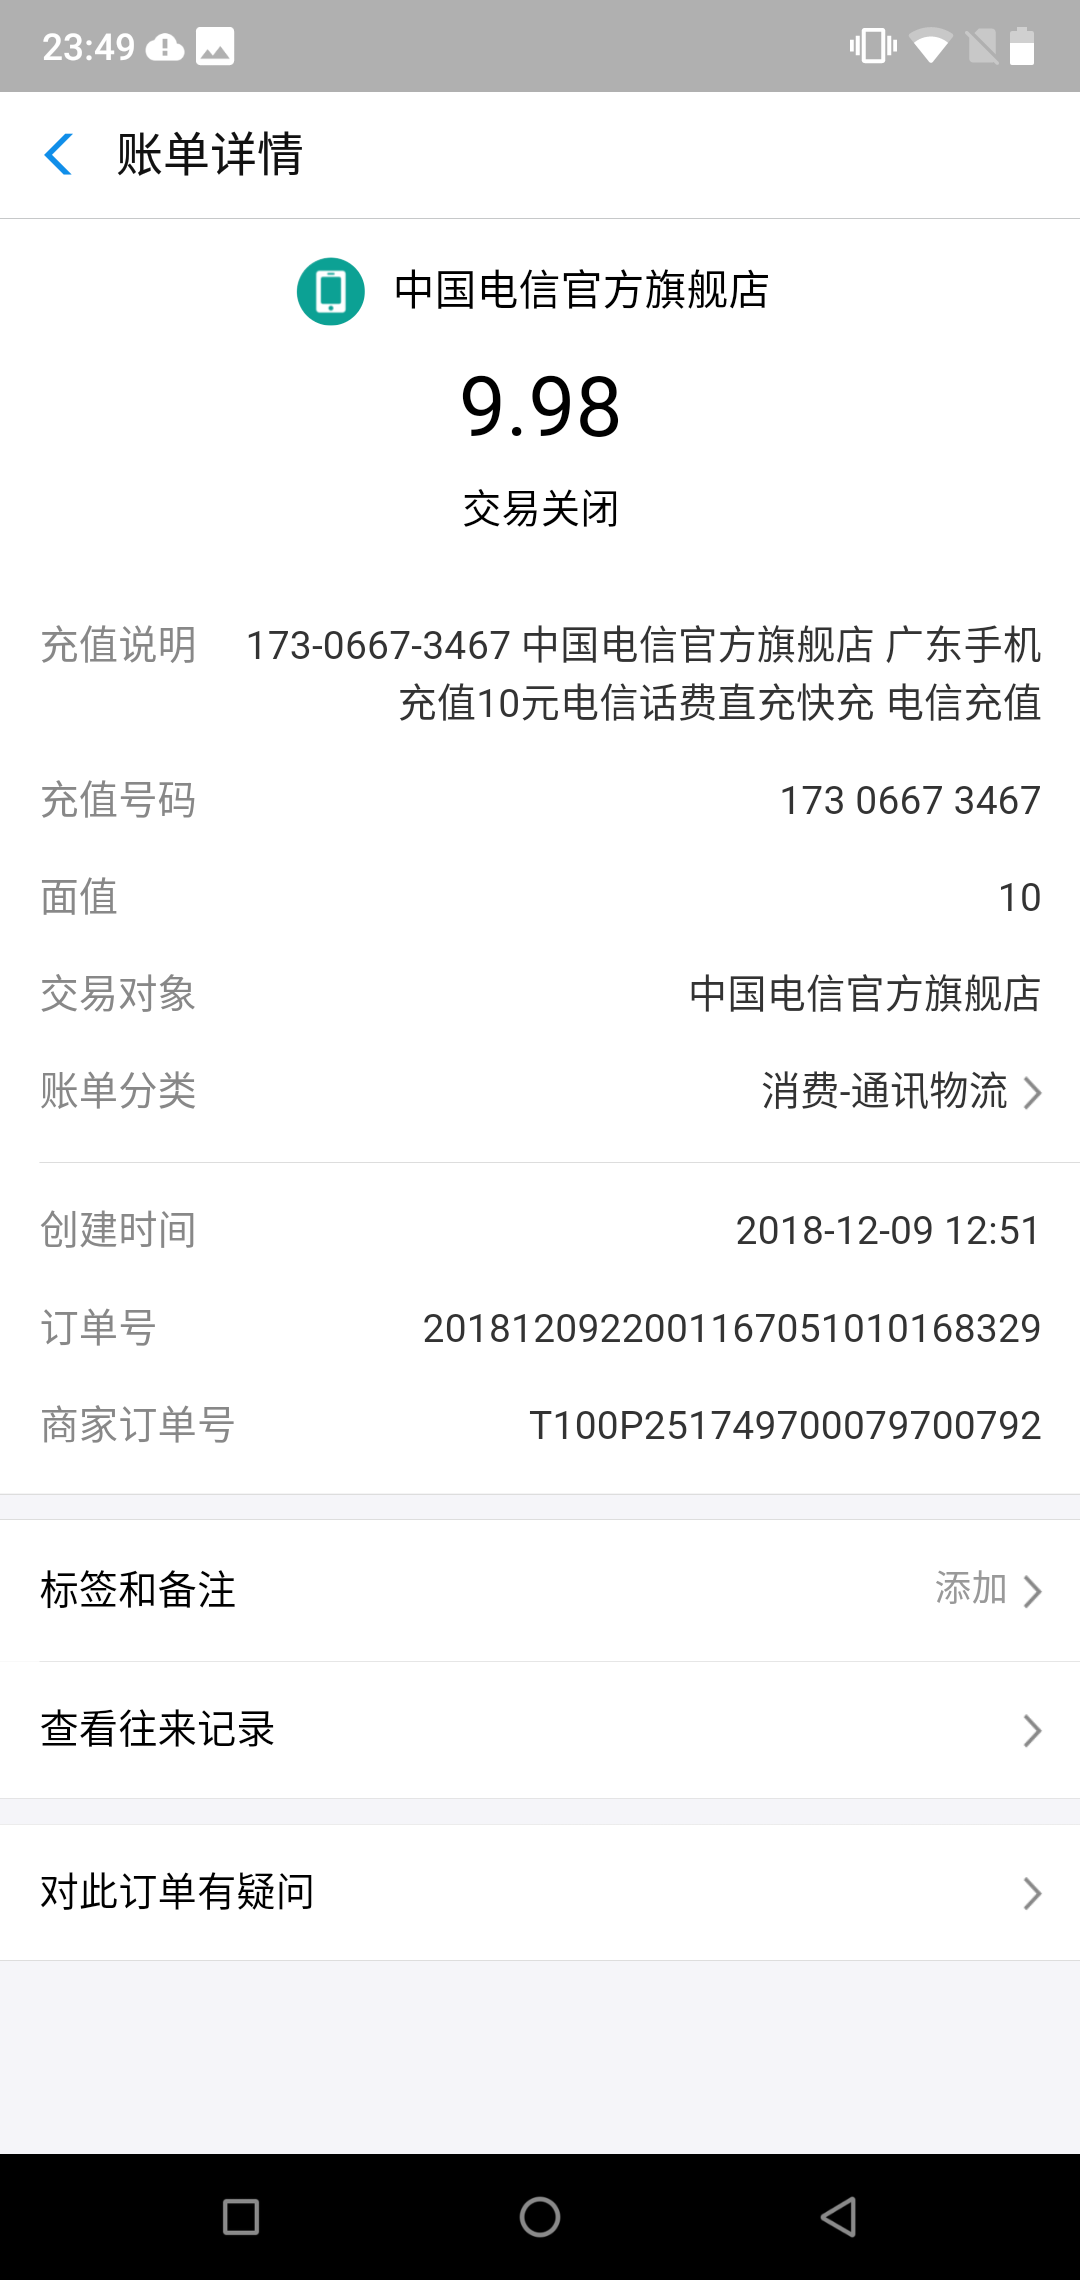 23:49
账单详情
中国电信官方旗舰店
9.98
交易关闭
充值说明 173-0667-3467 中国电信官方旗舰店 广东手机
充值10元电信话费直充快充 电信充值
充值号码 173 0667 3467
面值 10
交易对象 中国电信官方旗舰店
账单分类 消费-通讯物流
创建时间 2018-12-09 12:51
订单号 2018120922001167051010168329
商家订单号 T100P251749700079700792
标签和备注 添加
查看往来记录
对此订单有疑问